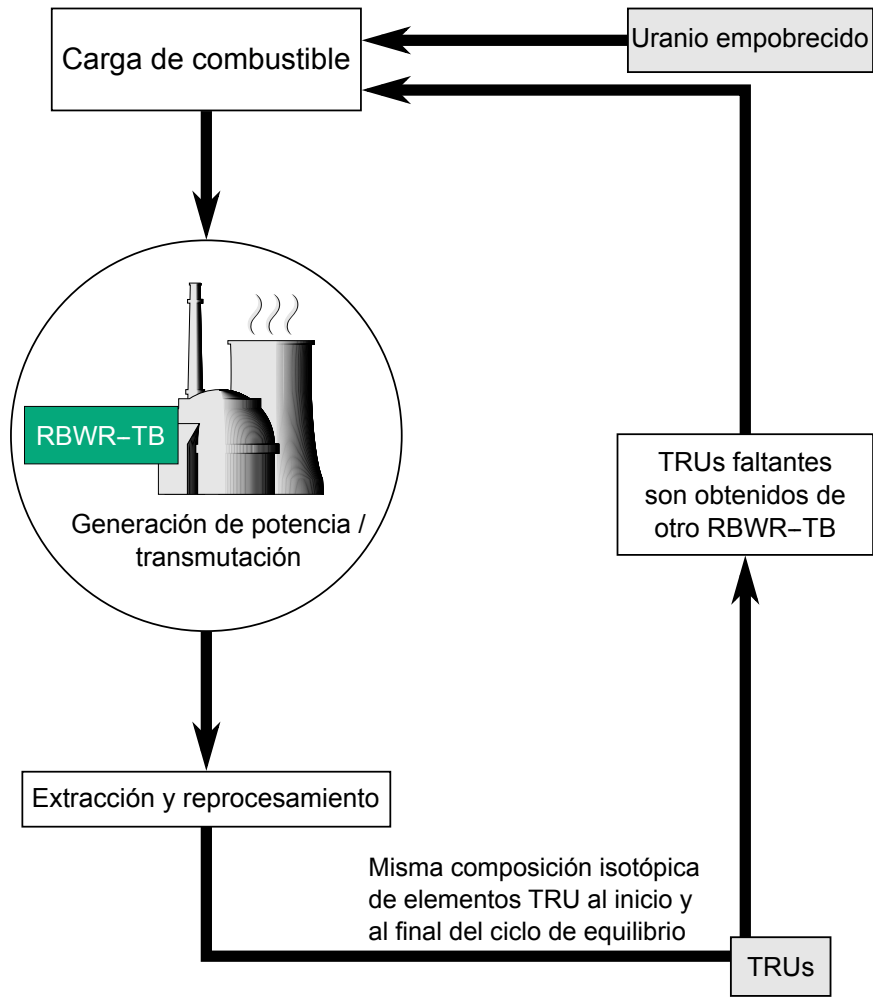 Carga de combustible
Uranio empobrecido
RBWR–TB
Generación de potencia /
transmutación
TRUs faltantes
son obtenidos de
otro RBWR–TB
Extracción y reprocesamiento
Misma composición isotópica
de elementos TRU al inicio y
al final del ciclo de equilibrio
TRUs